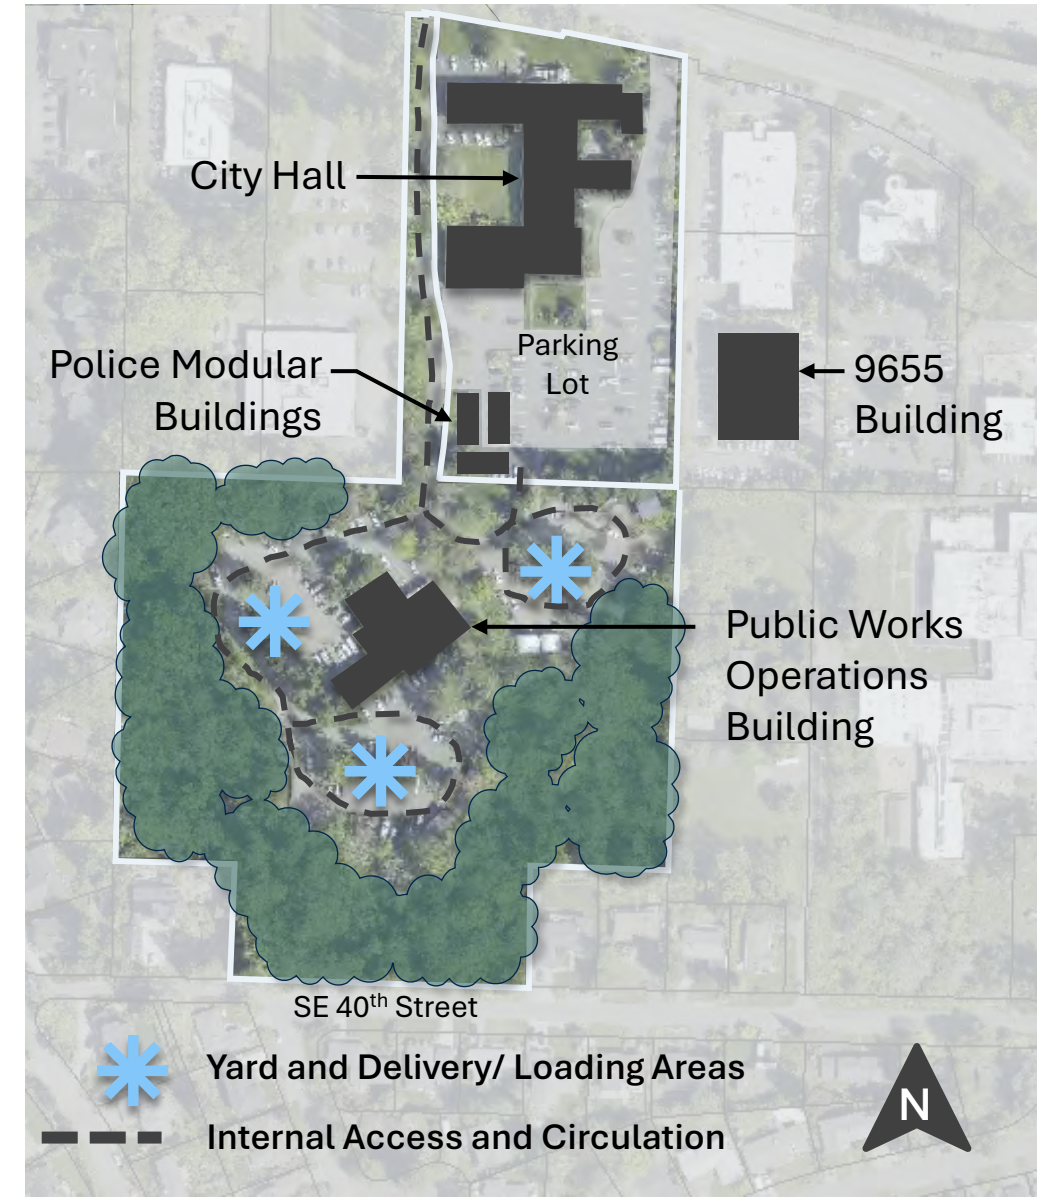 City Hall
Parking
Lot
Police Modular
Buildings
9655
Building
Public Works
Operations
Building
SE 40th Street
Yard and Delivery/ Loading Areas
Internal Access and Circulation
N